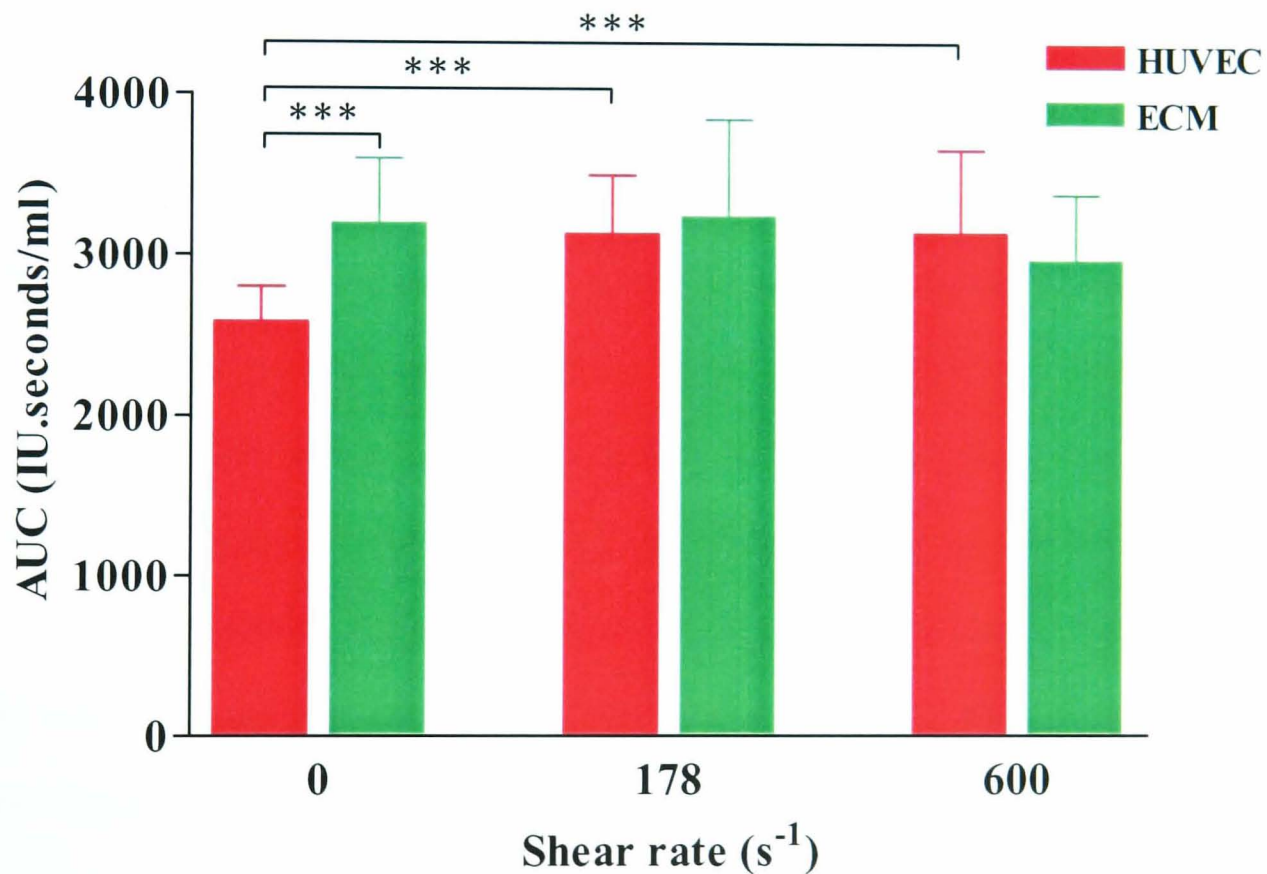 ***
***
***
HUVEC
ECM
4000
3000
2000
1000
0
AUC (IU.seconds/ml)
0 178 600
Shear rate (s⁻¹)